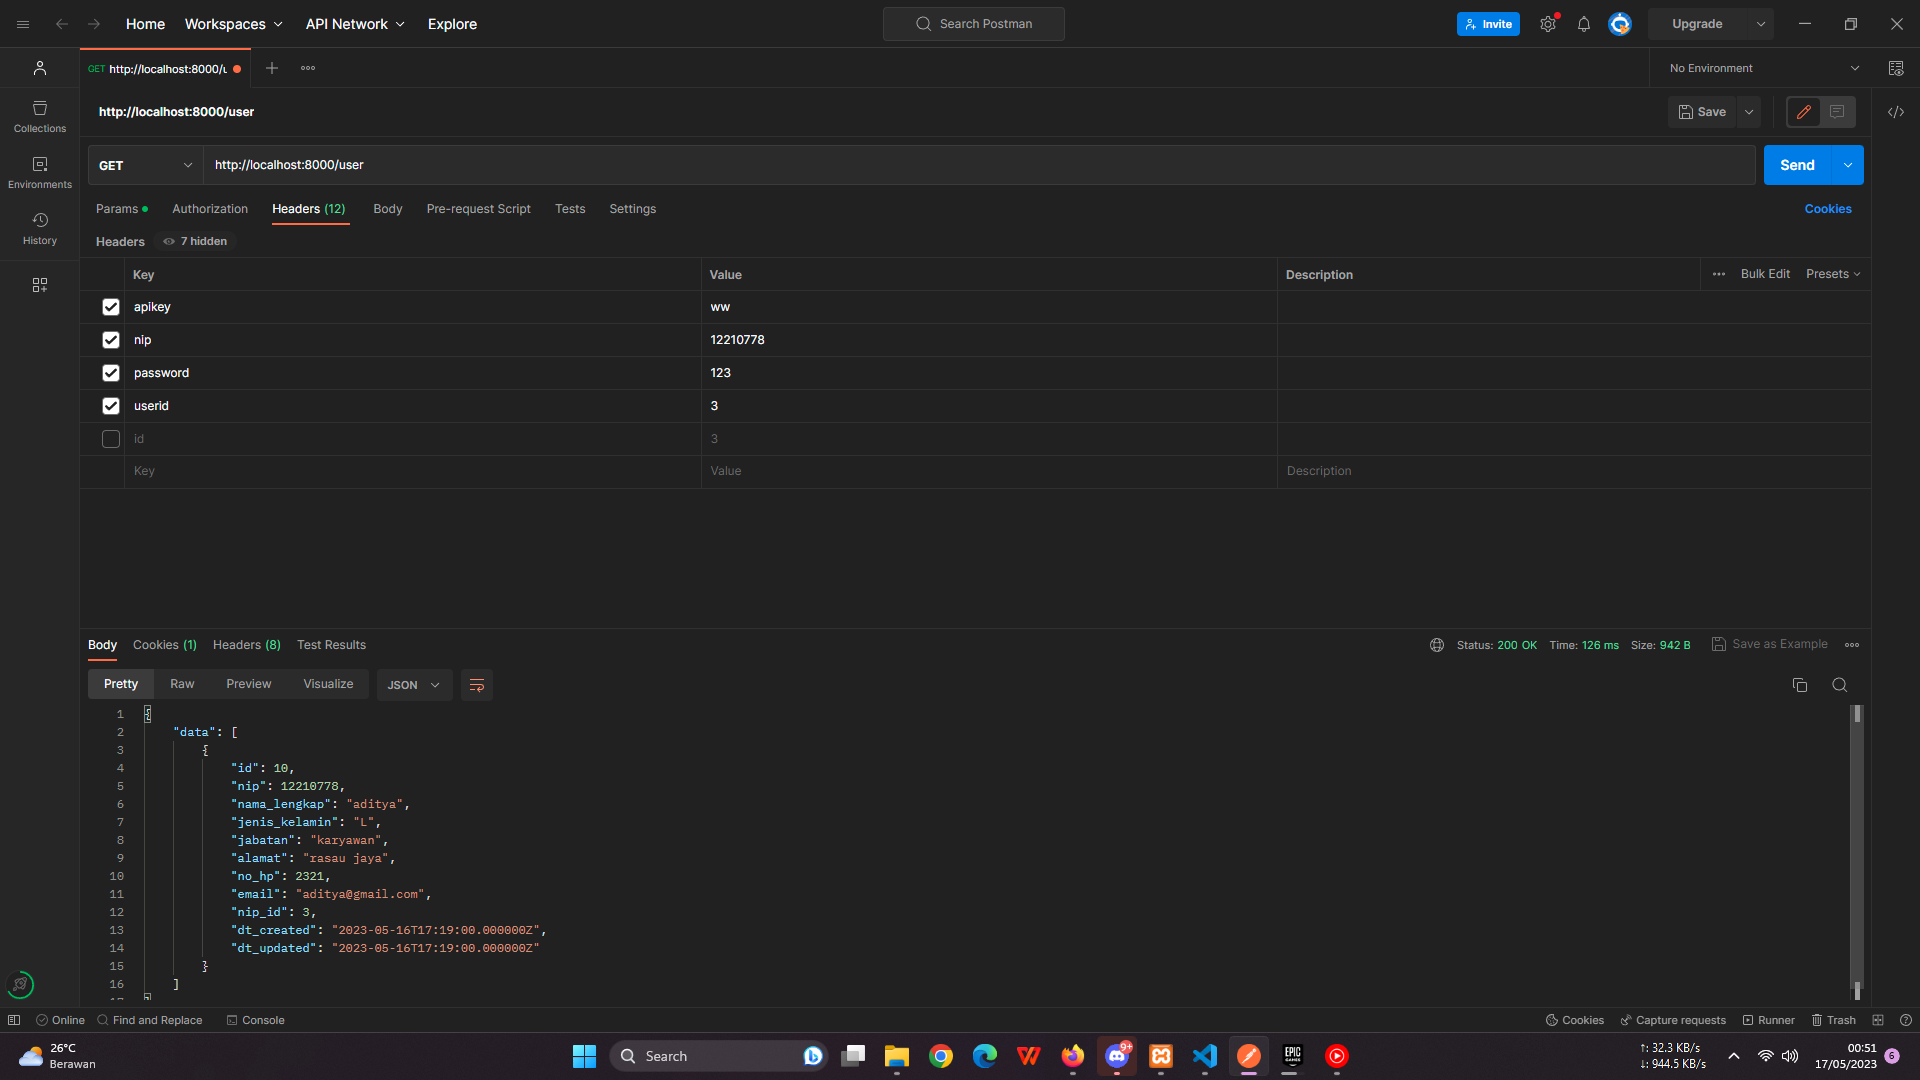 Home Workspaces API Network Explore Search Postman Invite Upgrade
GET http://localhost:8000/u No Environment
http://localhost:8000/user Save
Collections
Environments
History
GET http://localhost:8000/user Send
Params Authorization Headers (12) Body Pre-request Script Tests Settings Cookies
Headers 7 hidden
Key Value Description Bulk Edit Presets
apikey ww
nip 12210778
password 123
userid 3
id 3
Key Value Description
Body Cookies (1) Headers (8) Test Results Status: 200 OK Time: 126 ms Size: 942 B Save as Example
Pretty Raw Preview Visualize JSON
1 {
2 "data": [
3 {
4 "id": 10,
5 "nip": 12210778,
6 "nama_lengkap": "aditya",
7 "jenis_kelamin": "L",
8 "jabatan": "karyawan",
9 "alamat": "rasau jaya",
10 "no_hp": 2321,
11 "email": "aditya@gmail.com",
12 "nip_id": 3,
13 "dt_created": "2023-05-16T17:19:00.000000Z",
14 "dt_updated": "2023-05-16T17:19:00.000000Z"
15 }
16 ]
17 }
Online Find and Replace Console Cookies Capture requests Runner Trash
26°C
Berawan
Search
9+
EPIC
GAMES
↑: 32.3 KB/s
↓: 944.5 KB/s
00:51
17/05/2023
6